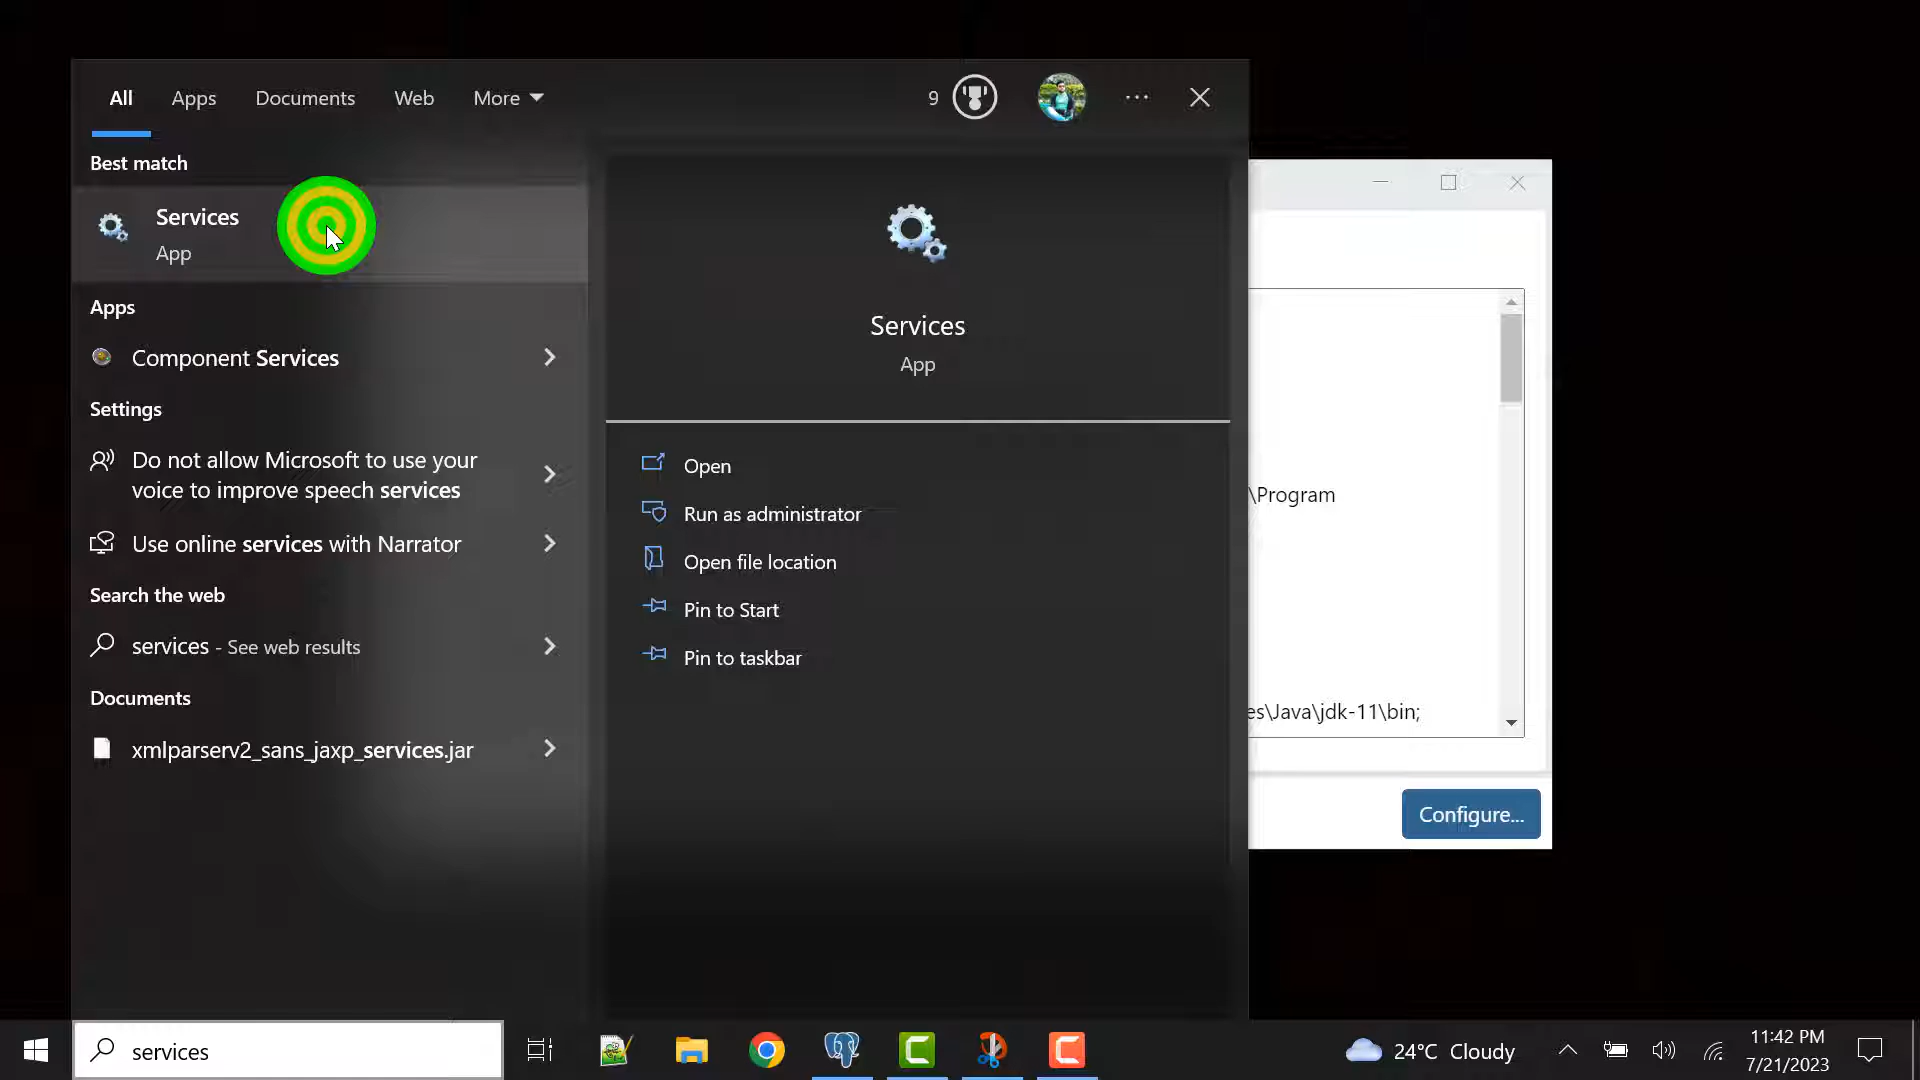 All Apps Documents Web More 9
Best match
Services
App
Apps
Component Services
Settings
Do not allow Microsoft to use your
voice to improve speech services
Use online services with Narrator
Search the web
services - See web results
Documents
xmlparserv2_sans_jaxp_services.jar
Services
App
Open
Run as administrator
Open file location
Pin to Start
Pin to taskbar
\Program
es\Java\jdk-11\bin;
Configure...
services
24°C Cloudy
11:42 PM
7/21/2023